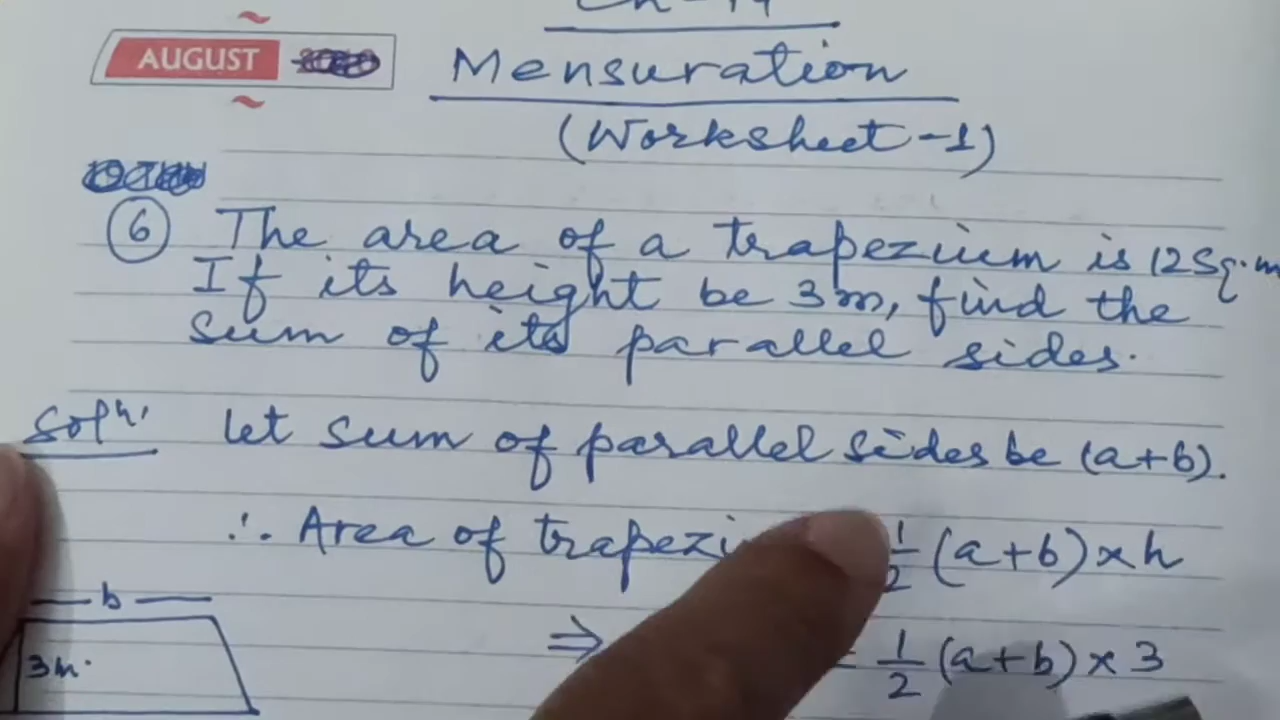 AUGUST
Mensuration
(Worksheet-1)
6 The area of a trapezium is 12 Sq.m
If its height be 3m, find the
sum of its parallel sides.
Solⁿ. let sum of parallel sides be (a+b).
∴ Area of 1/2 (a+b)×h
b
⇒ = 1/2 (a+b)×3
3m.